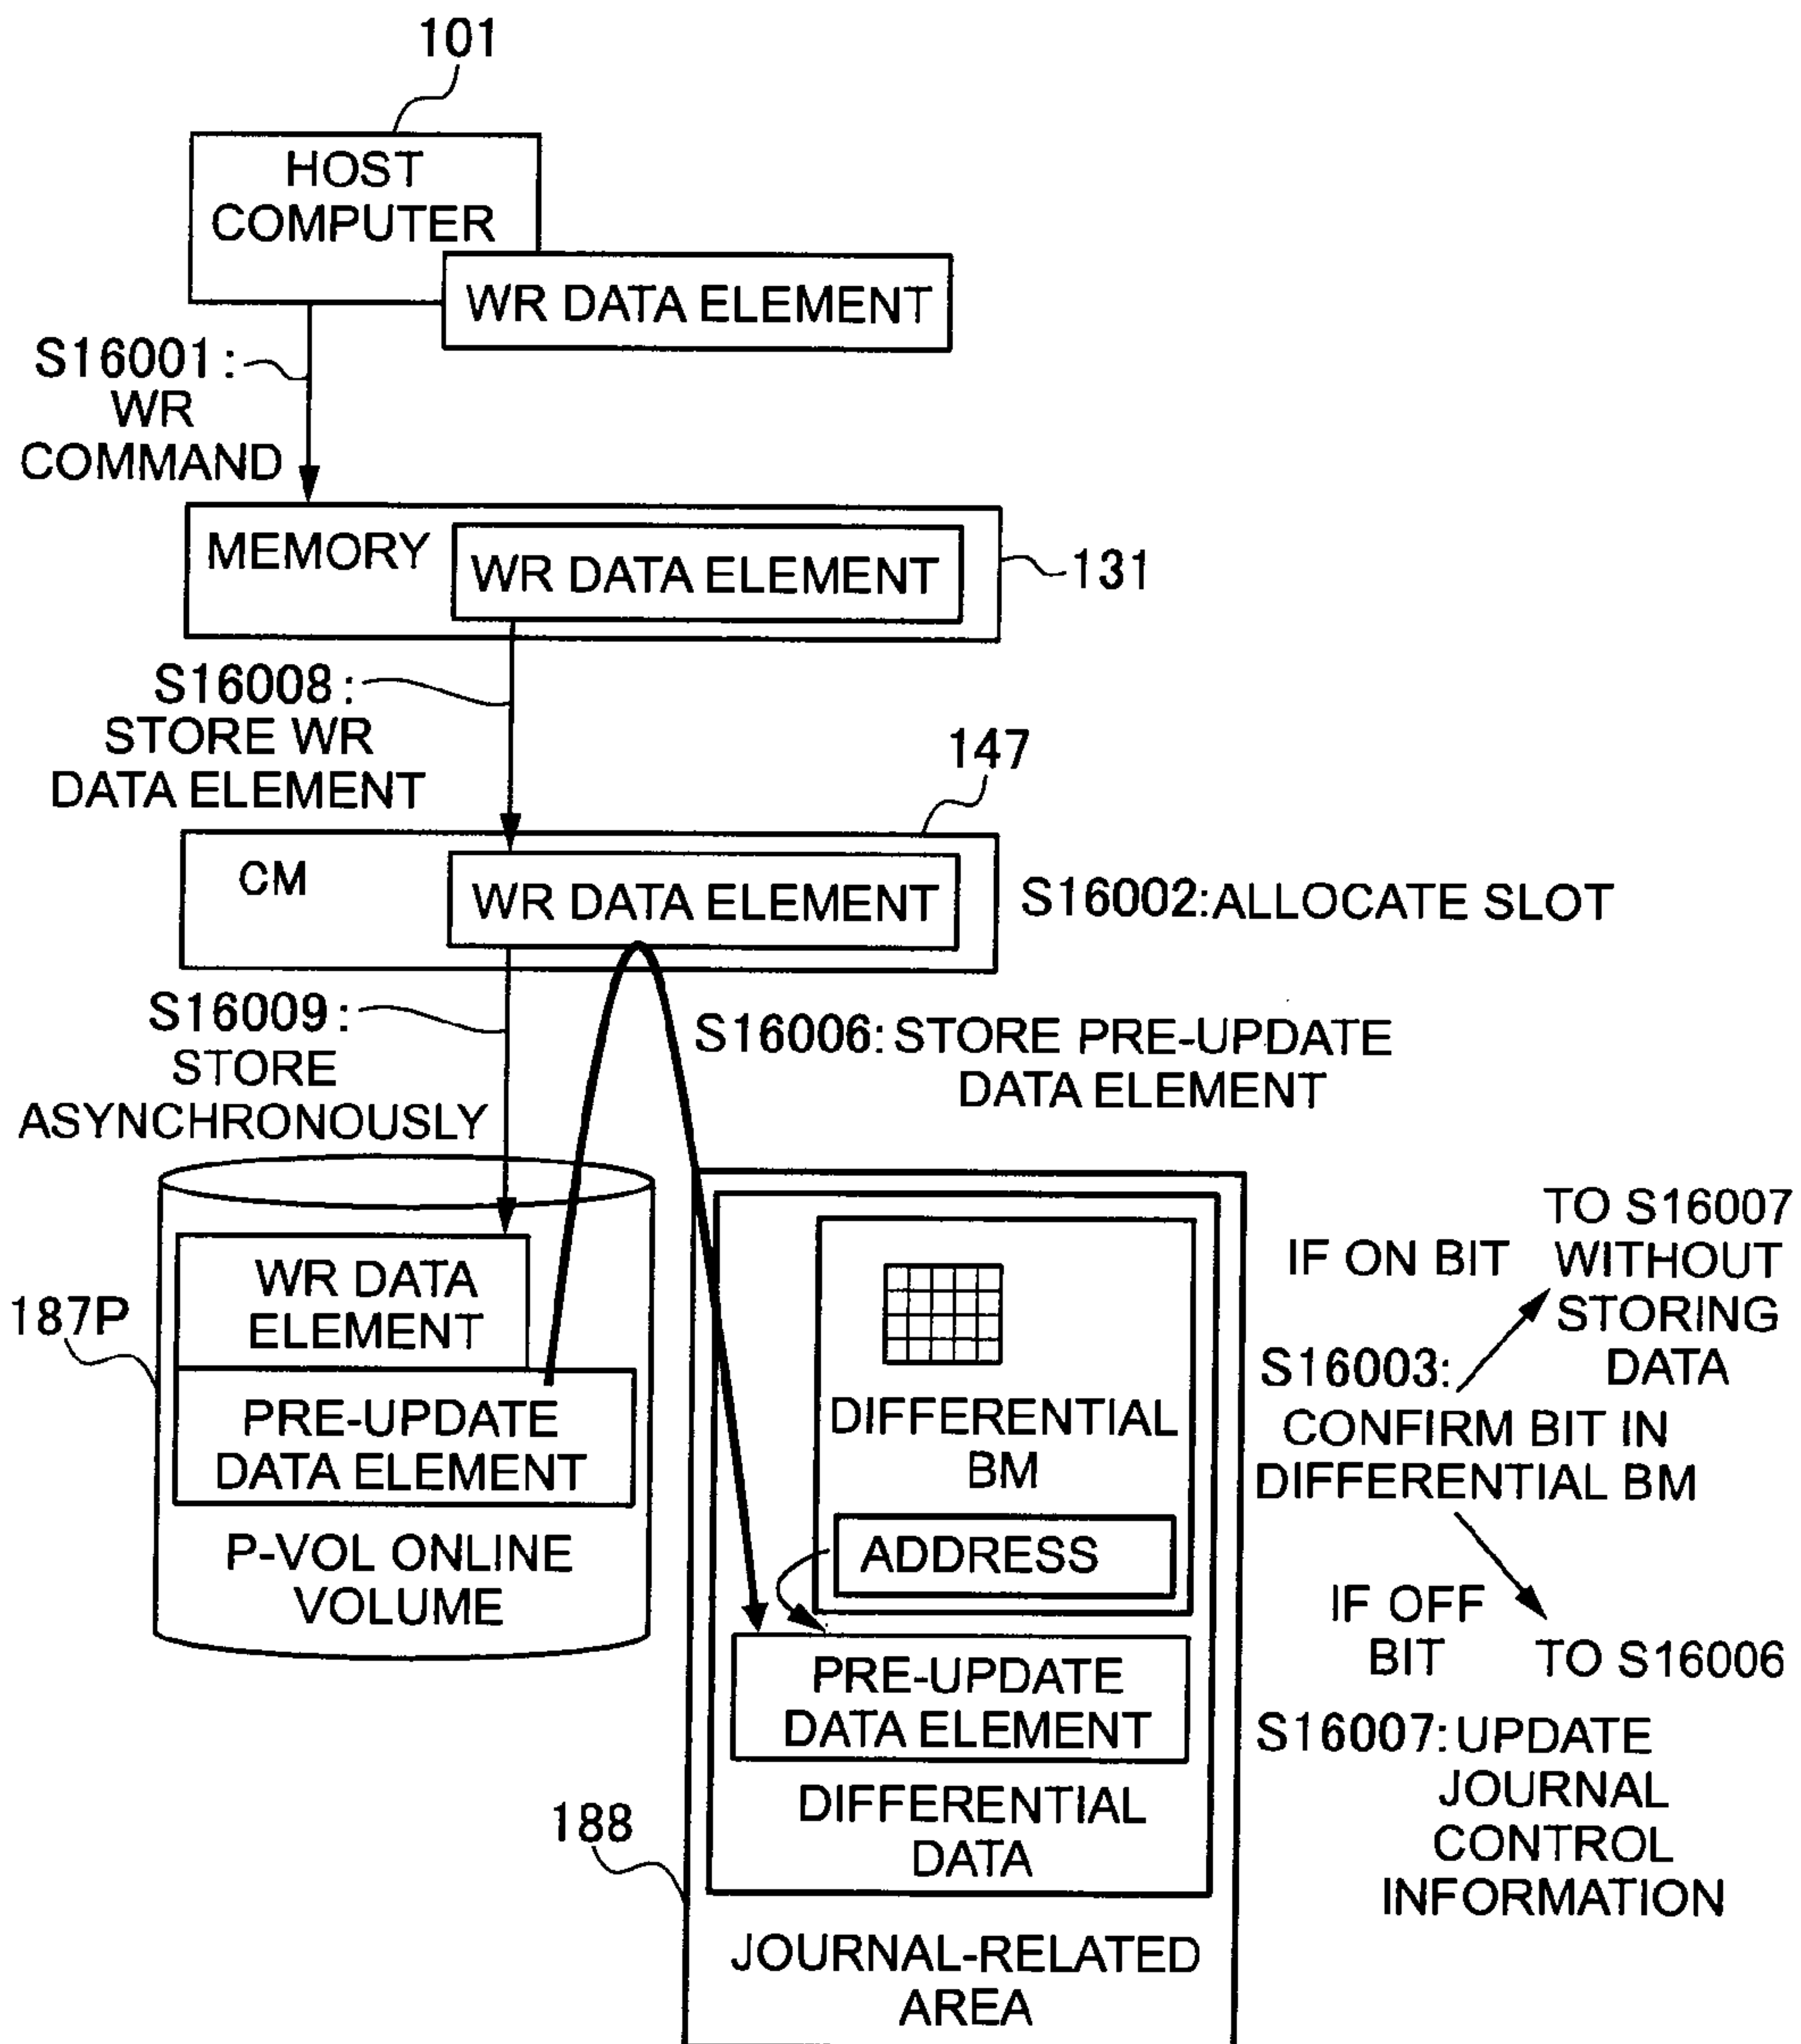 101
HOST
COMPUTER
WR DATA ELEMENT
S16001:
WR
COMMAND
MEMORY
WR DATA ELEMENT
131
S16008:
STORE WR
DATA ELEMENT
147
CM
WR DATA ELEMENT
S16002:ALLOCATE SLOT
S16009:
STORE
ASYNCHRONOUSLY
S16006: STORE PRE-UPDATE
DATA ELEMENT
187P
WR DATA
ELEMENT
PRE-UPDATE
DATA ELEMENT
P-VOL ONLINE
VOLUME
DIFFERENTIAL
BM
ADDRESS
PRE-UPDATE
DATA ELEMENT
DIFFERENTIAL
DATA
188
JOURNAL-RELATED
AREA
IF ON BIT
TO S16007
WITHOUT
STORING
DATA
S16003:
CONFIRM BIT IN
DIFFERENTIAL BM
IF OFF
BIT
TO S16006
S16007:UPDATE
JOURNAL
CONTROL
INFORMATION